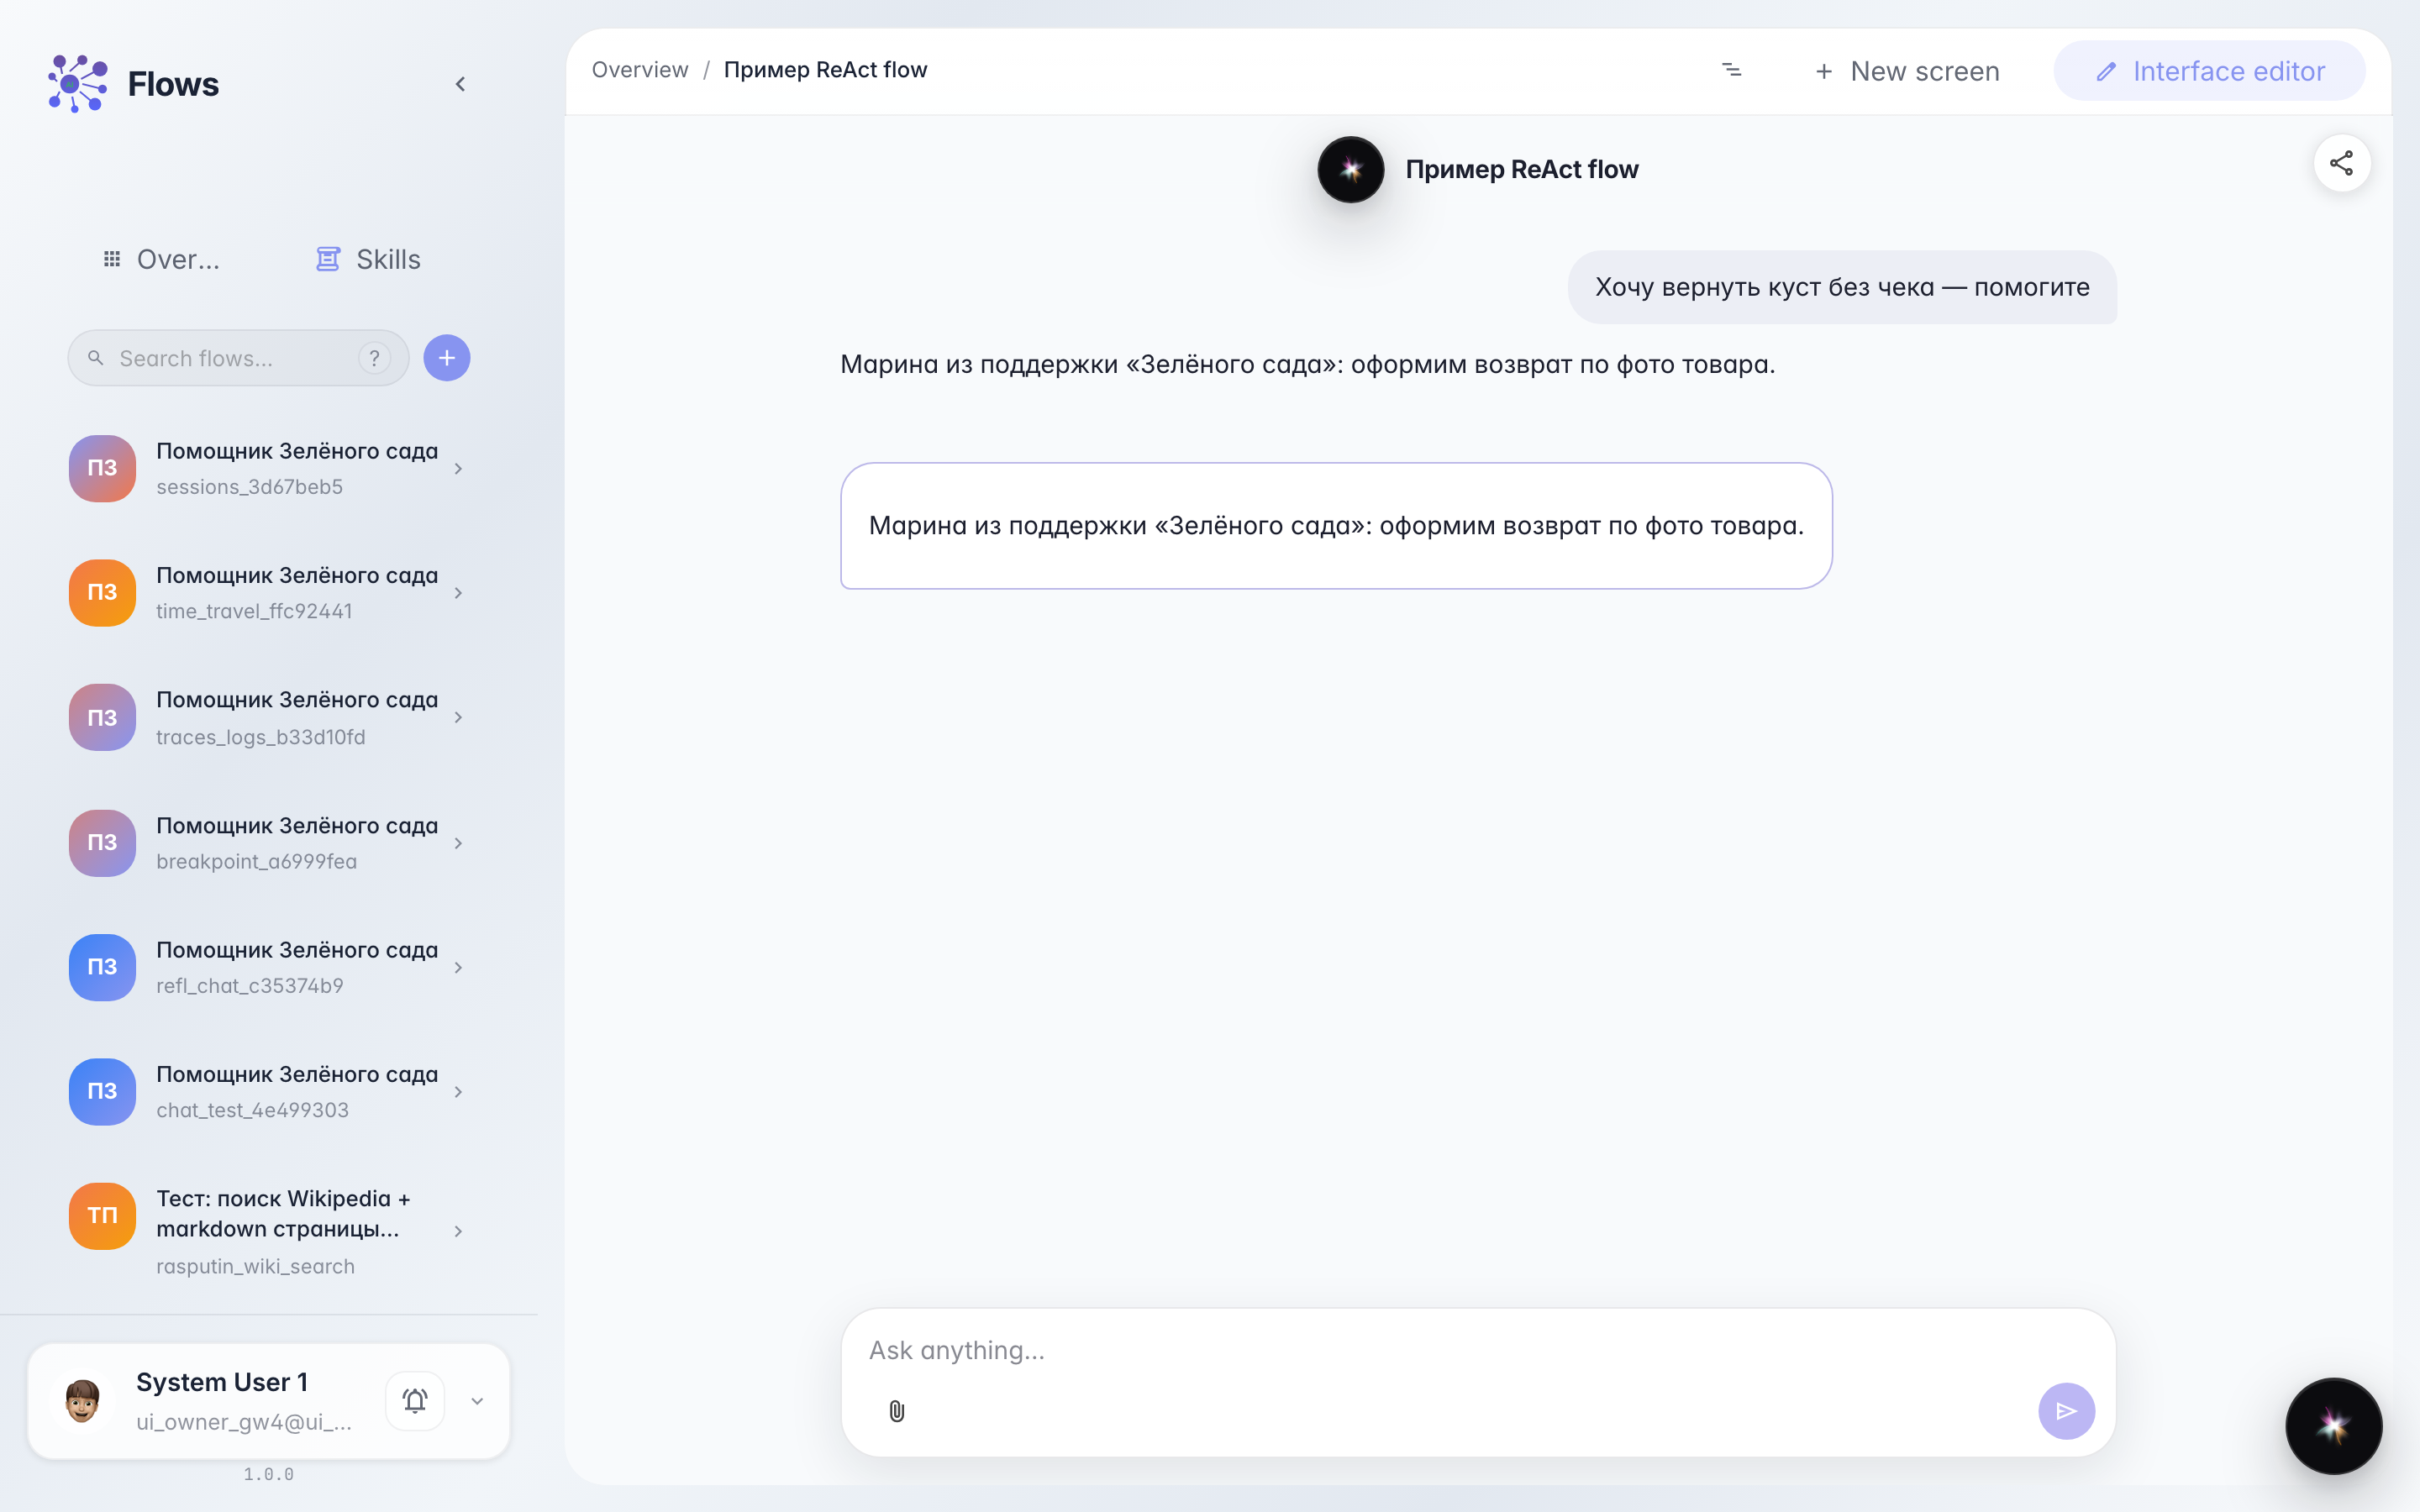 Flows
Over...
Skills
Search flows...
?
ПЗ
Помощник Зелёного сада
sessions_3d67beb5
ПЗ
Помощник Зелёного сада
time_travel_ffc92441
ПЗ
Помощник Зелёного сада
traces_logs_b33d10fd
ПЗ
Помощник Зелёного сада
breakpoint_a6999fea
ПЗ
Помощник Зелёного сада
refl_chat_c35374b9
ПЗ
Помощник Зелёного сада
chat_test_4e499303
ТП
Тест: поиск Wikipedia +
markdown страницы...
rasputin_wiki_search
System User 1
ui_owner_gw4@ui_...
1.0.0
Overview / Пример ReAct flow
New screen
Interface editor
Пример ReAct flow
Хочу вернуть куст без чека — помогите
Марина из поддержки «Зелёного сада»: оформим возврат по фото товара.
Марина из поддержки «Зелёного сада»: оформим возврат по фото товара.
Ask anything...